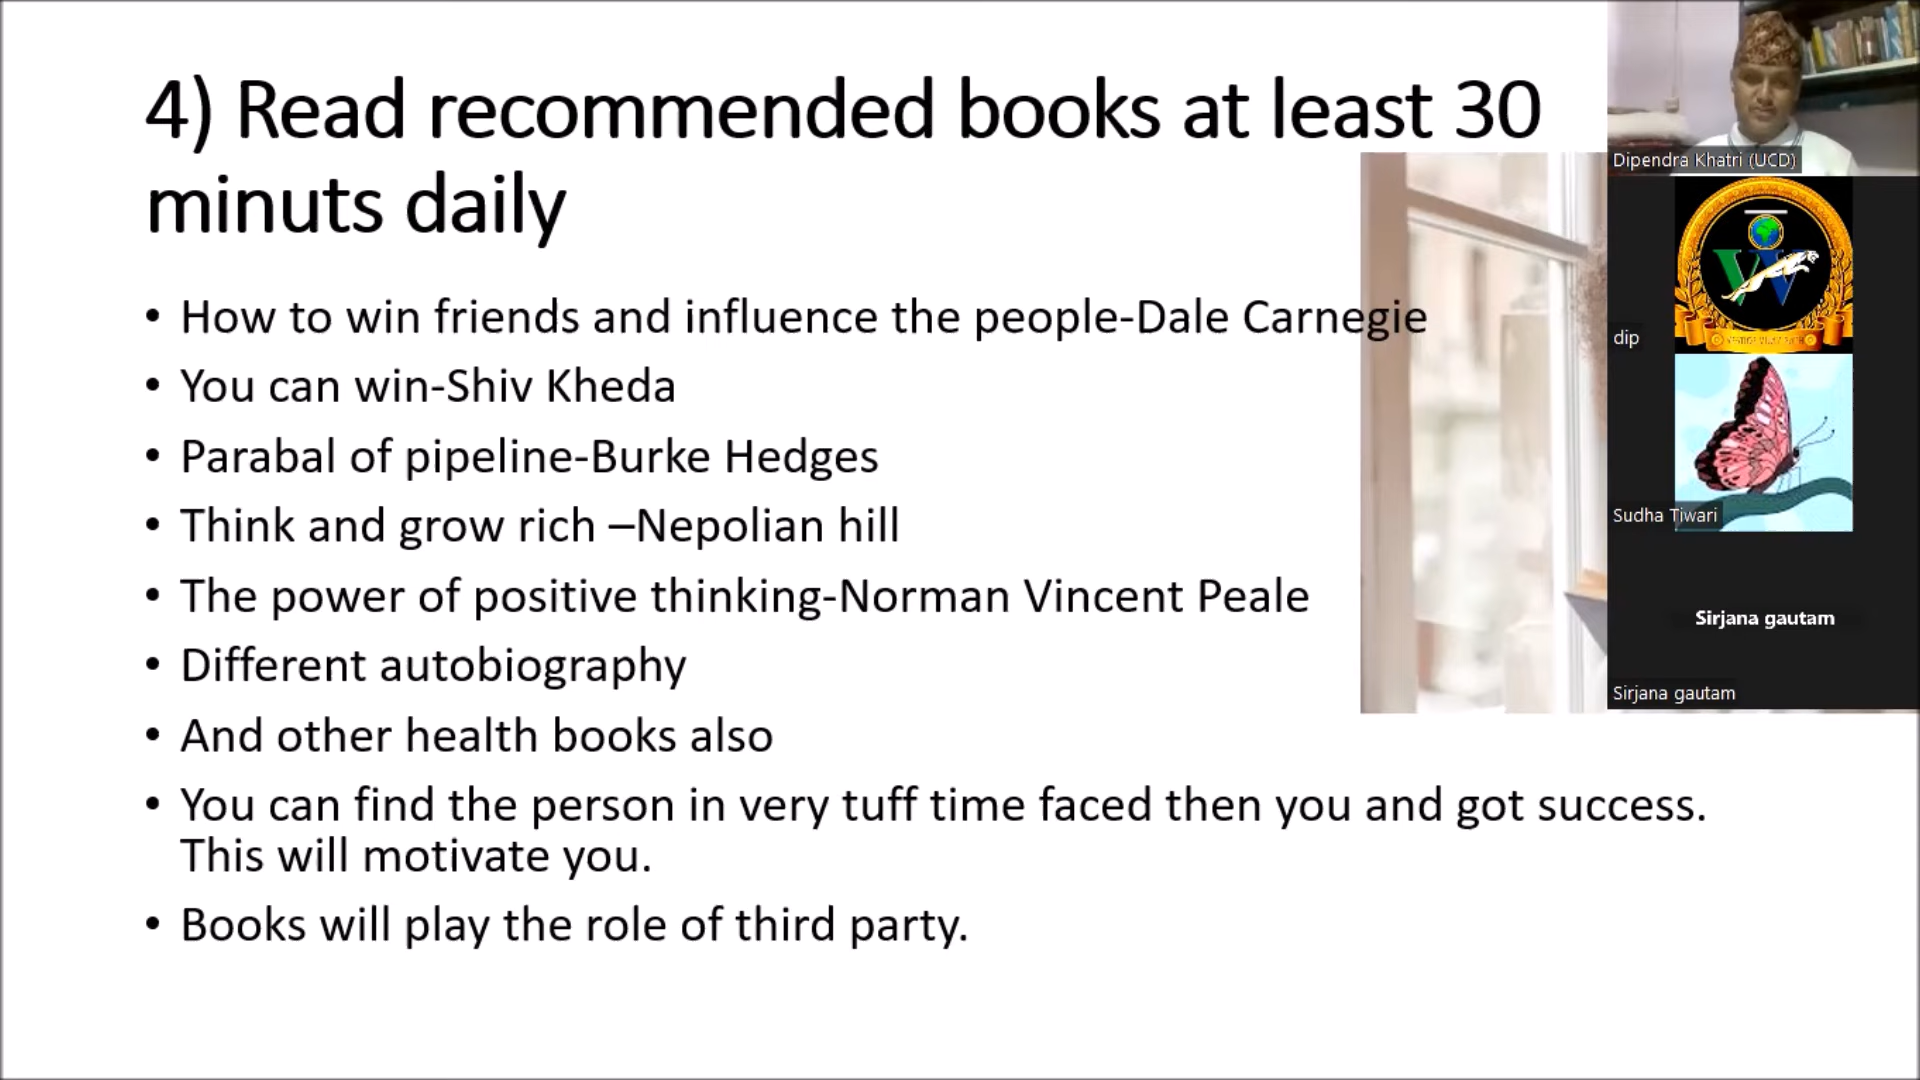 4) Read recommended books at least 30
minuts daily
• How to win friends and influence the people-Dale Carnegie
• You can win-Shiv Kheda
• Parabal of pipeline-Burke Hedges
• Think and grow rich –Nepolian hill
• The power of positive thinking-Norman Vincent Peale
• Different autobiography
• And other health books also
• You can find the person in very tuff time faced then you and got success.
This will motivate you.
• Books will play the role of third party.
Dipendra Khatri (UCD)
dip
Sudha Tiwari
Sirjana gautam
Sirjana gautam